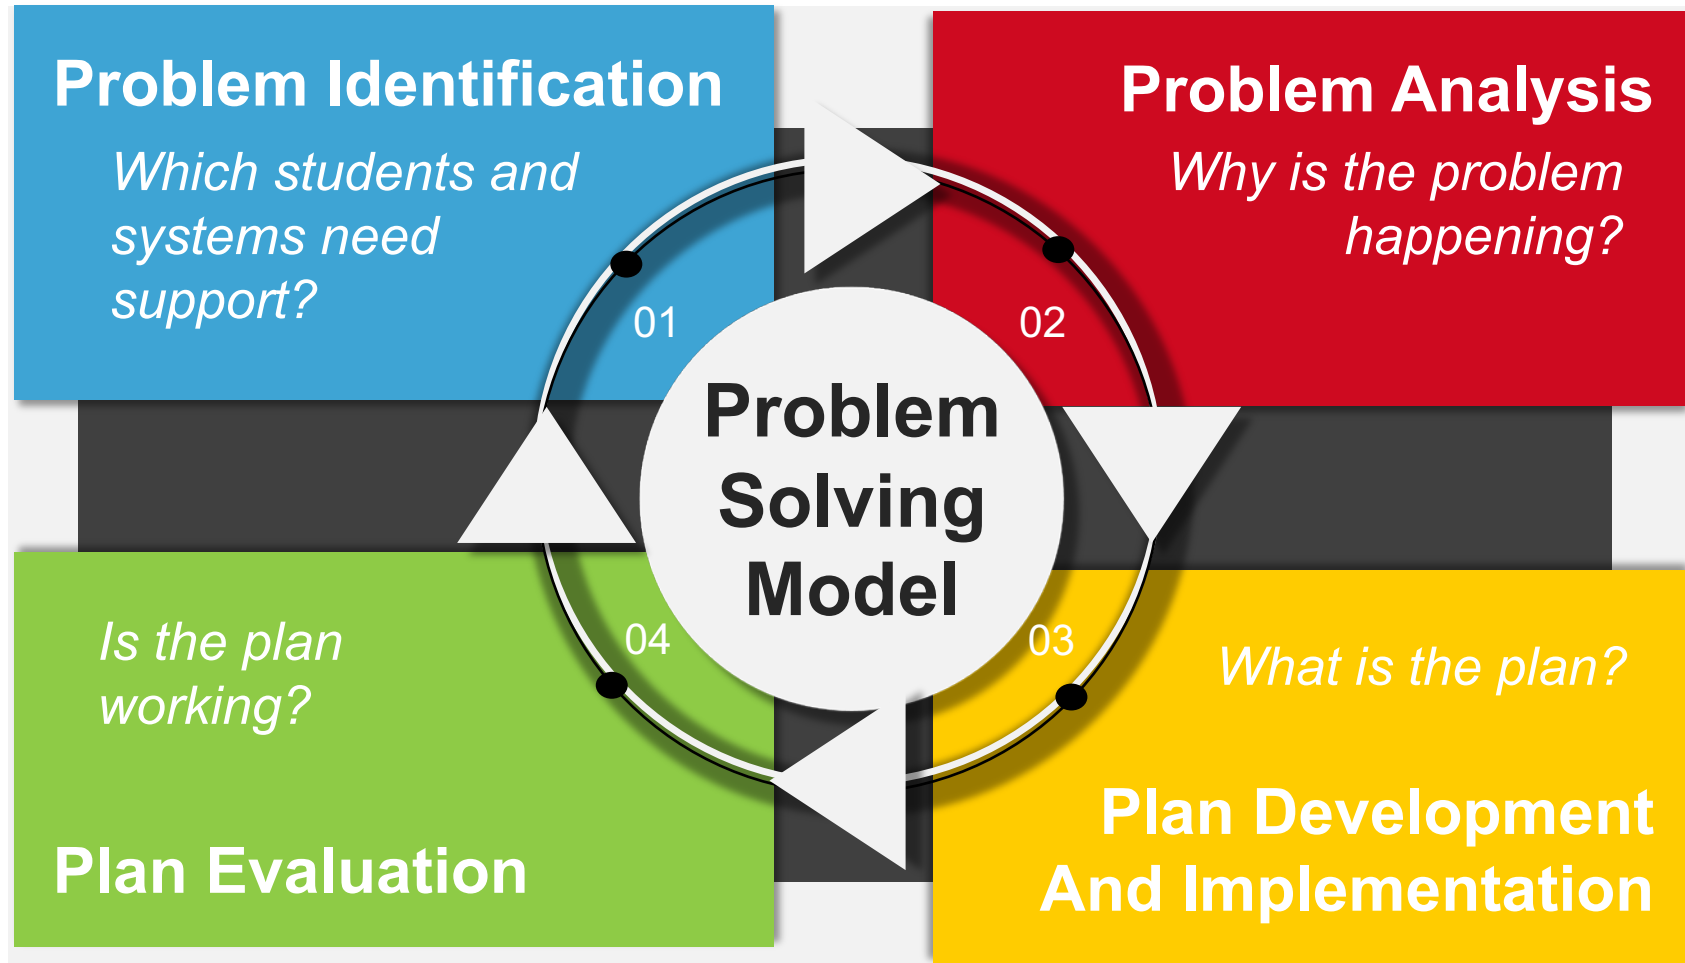 Problem Identification
Which students and
systems need
support?
01
Problem Analysis
Why is the problem
happening?
02
Problem
Solving
Model
03
What is the plan?
Plan Development
And Implementation
04
Is the plan
working?
Plan Evaluation